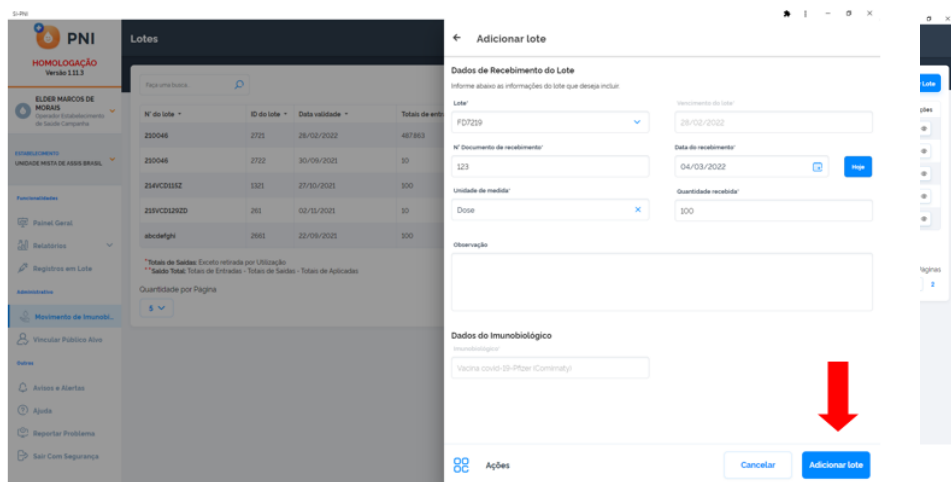 SI-PNI
PNI
HOMOLOGAÇÃO
Versão 1.11.3
ELDER MARCOS DE MORAIS
Operador Estabelecimento de Saúde Campanha
ESTABELECIMENTO
UNIDADE MISTA DE ASSIS BRASIL
Funcionalidades
Painel Geral
Relatórios
Registros em Lote
Administrativo
Movimento de Imunobi..
Vincular Público Alvo
Outros
Avisos e Alertas
Ajuda
Reportar Problema
Sair Com Segurança
Lotes
Faça uma busca
N° do lote ID do lote Data validade Totais de entr
210046 2721 28/02/2022 487863
210046 2722 30/09/2021 10
214VCD115Z 1321 27/10/2021 100
215VCD129ZD 261 02/11/2021 10
abcdefghi 2661 22/09/2021 100
*Totais de Saídas: Exceto retirada por Utilização
**Saldo Total: Totais de Entradas - Totais de Saídas - Totais de Aplicadas
Quantidade por Página
5
Adicionar lote
Dados de Recebimento do Lote
Informe abaixo as informações do lote que deseja incluir.
Lote* Vencimento do lote*
FD7219 28/02/2022
N° Documento de recebimento* Data do recebimento*
123 04/03/2022 Hoje
Unidade de medida* Quantidade recebida*
Dose 100
Observação
Dados do Imunobiológico
Imunobiológico*
Vacina covid-19-Pfizer (Comirnaty)
Ações Cancelar Adicionar lote
Lote
ções
Páginas
2